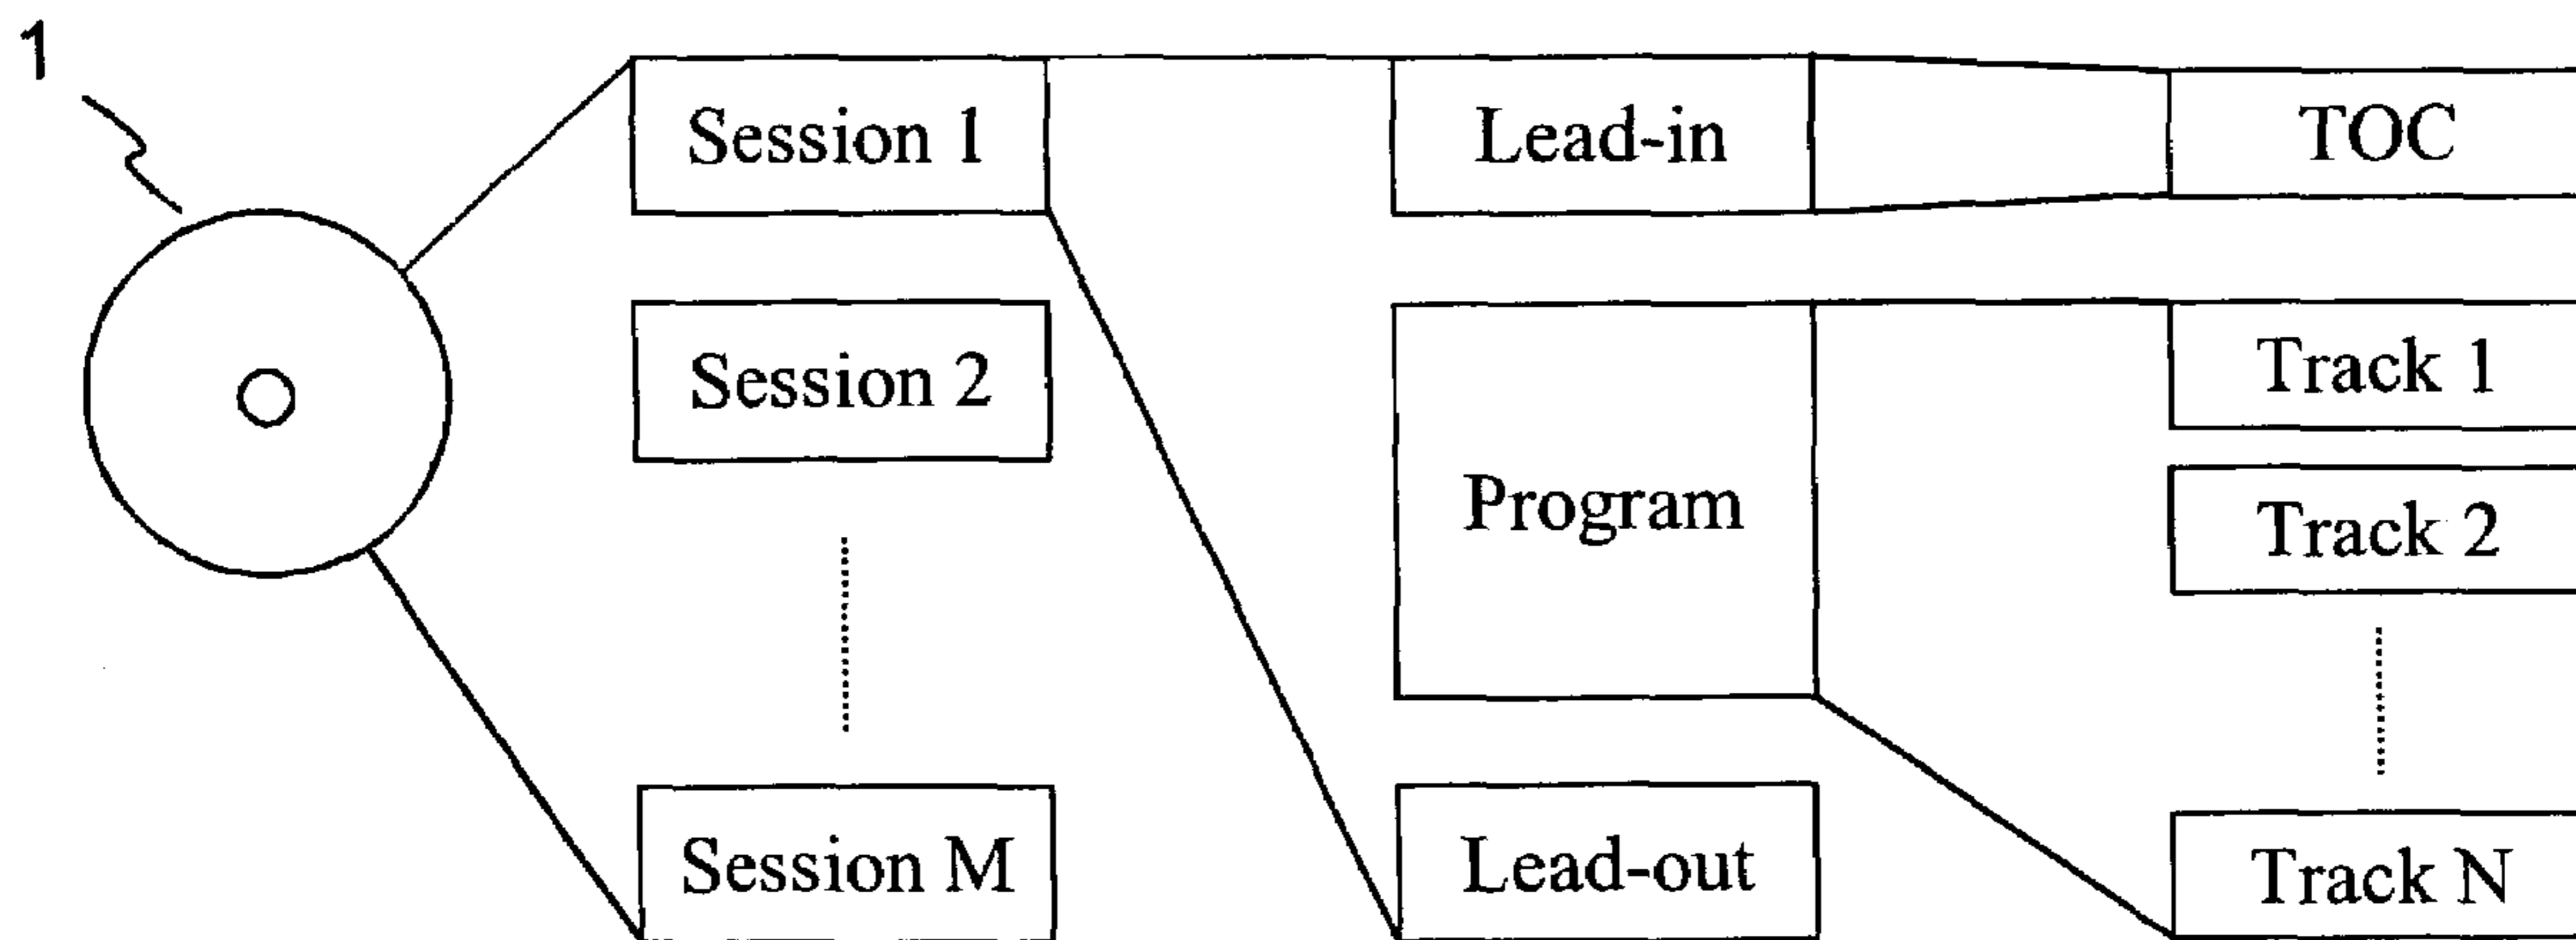 1
Session 1
Lead-in
TOC
Session 2
Program
Track 1
Track 2
Session M
Lead-out
Track N